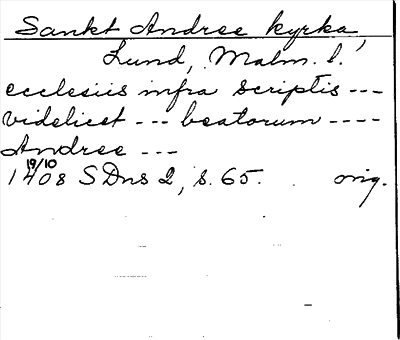 Sankt Andree kyrka,
Lund, Malm. l.
ecclesiis infra scriptis ---
videlicet --- beatorum ----
Andree ---
19/10
1408 SDns 2, s. 65. orig.